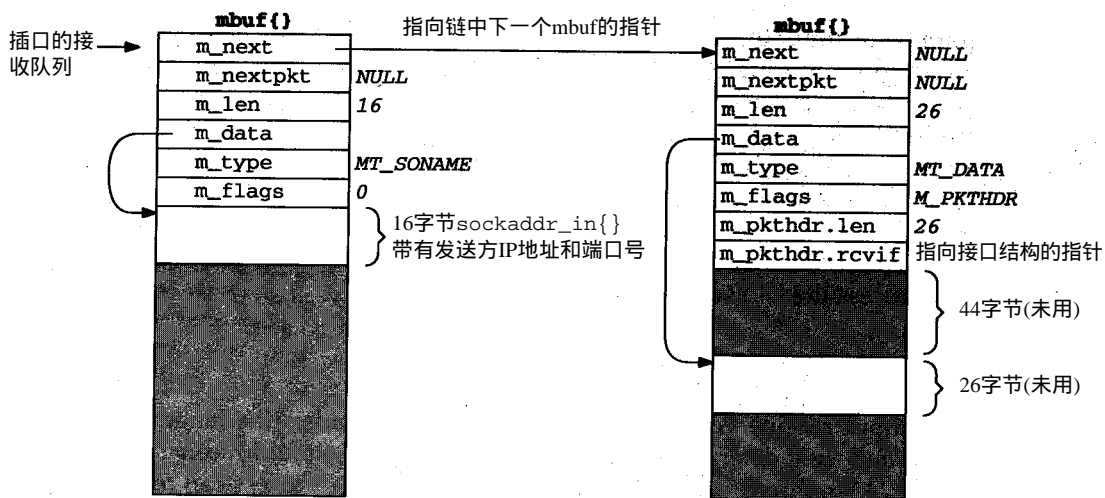 mbuf{}
插口的接
收队列
m_next
m_nextpkt NULL
m_len 16
m_data
m_type MT_SONAME
m_flags 0
16字节sockaddr_in{}
带有发送方IP地址和端口号
指向链中下一个mbuf的指针
mbuf{}
m_next NULL
m_nextpkt NULL
m_len 26
m_data
m_type MT_DATA
m_flags M_PKTHDR
m_pkthdr.len 26
m_pkthdr.rcvif 指向接口结构的指针
44字节(未用)
26字节(未用)